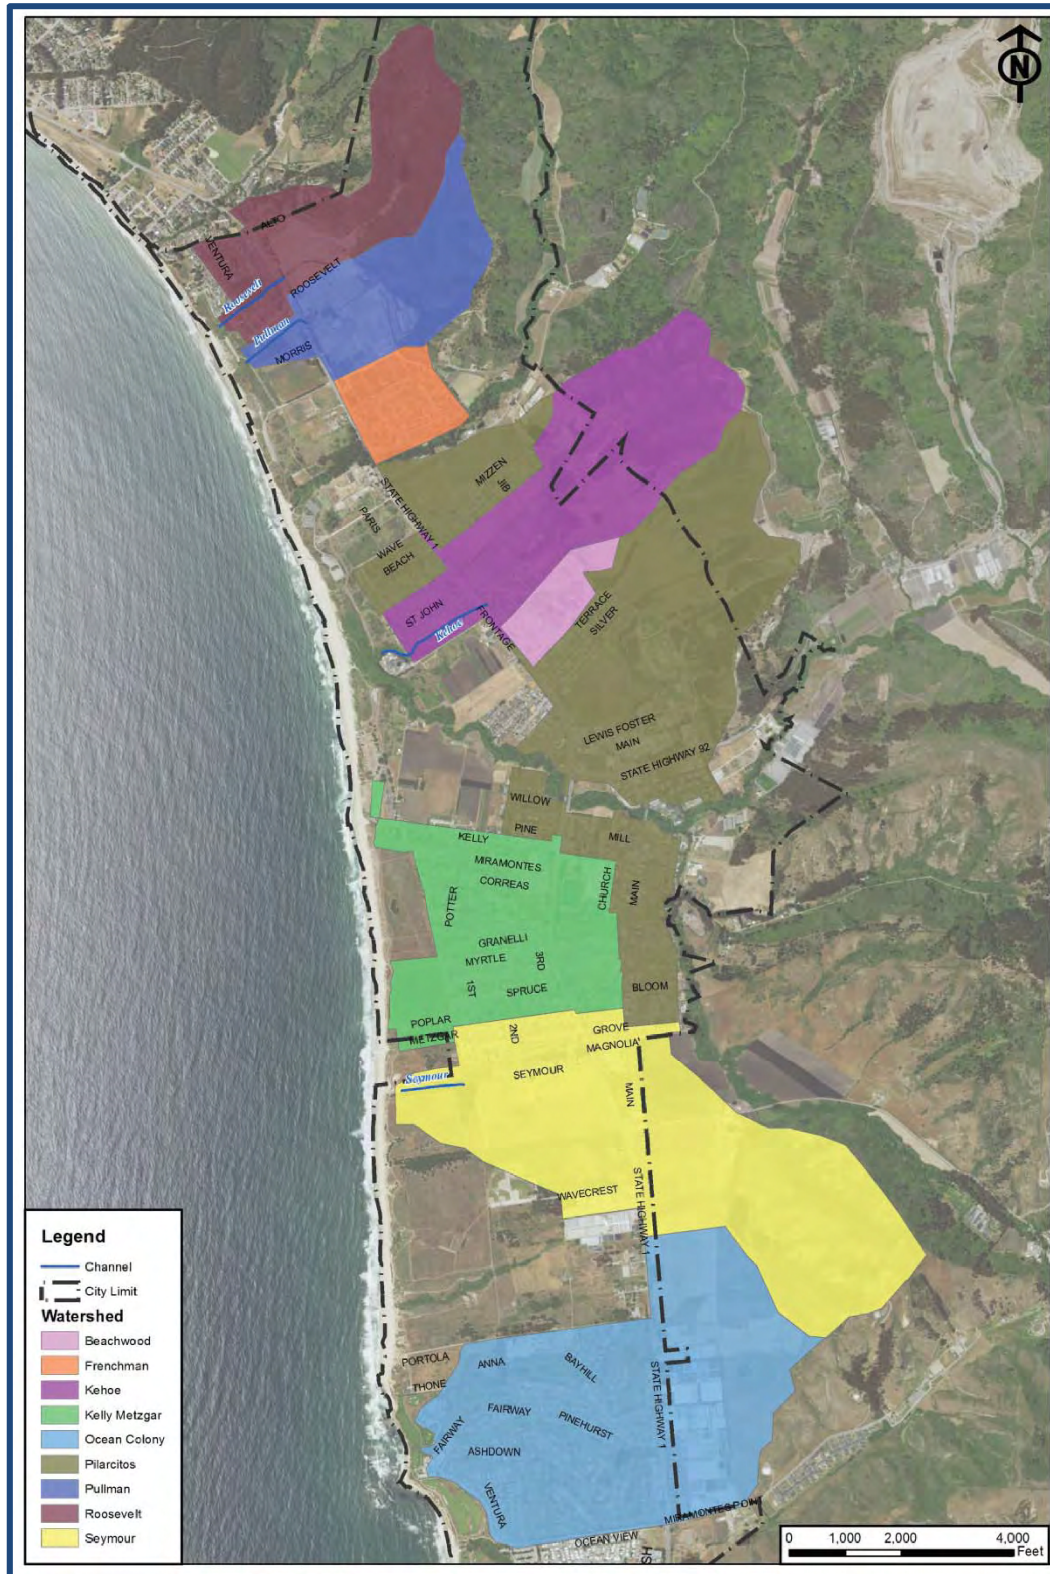 N
ALTO
VENTURA
Roosevelt
ROOSEVELT
Pullman
MORRIS
MIZZEN
JIB
STATE HIGHWAY 1
PARIS
WAVE
BEACH
ST JOHN
Kehoe
FRONTAGE
TERRACE
SILVER
LEWIS FOSTER
MAIN
STATE HIGHWAY 92
WILLOW
PINE
MILL
KELLY
MIRAMONTES
CORREAS
CHURCH
MAIN
POTTER
GRANELLI
MYRTLE
3RD
1ST
SPRUCE
BLOOM
POPLAR
METZGAR
2ND
GROVE
MAGNOLIA
Seymour
SEYMOUR
MAIN
WAVECREST
STATE HIGHWAY 1
PORTOLA
ANNA
BAYHILL
THONE
STATE HIGHWAY 1
FAIRWAY
FAIRWAY
PINEHURST
ASHDOWN
VENTURA
MIRAMONTES POINT
OCEAN VIEW
HS
Legend
Channel
City Limit
Watershed
Beachwood
Frenchman
Kehoe
Kelly Metzgar
Ocean Colony
Pilarcitos
Pullman
Roosevelt
Seymour
0 1,000 2,000 4,000
Feet